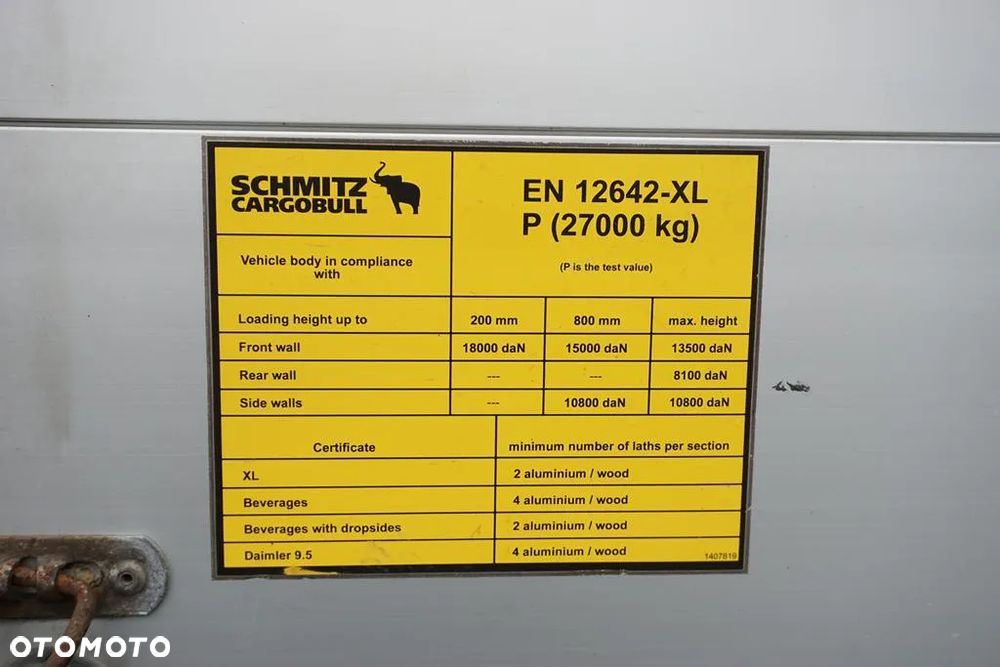 SCHMITZ
CARGOBULL
EN 12642-XL
P (27000 kg)
(P is the test value)
Vehicle body in compliance
with
Loading height up to 200 mm 800 mm max. height
Front wall 18000 daN 15000 daN 13500 daN
Rear wall --- --- 8100 daN
Side walls --- 10800 daN 10800 daN
Certificate minimum number of laths per section
XL 2 aluminium / wood
Beverages 4 aluminium / wood
Beverages with dropsides 2 aluminium / wood
Daimler 9.5 4 aluminium / wood
1407819
OTOMOTO